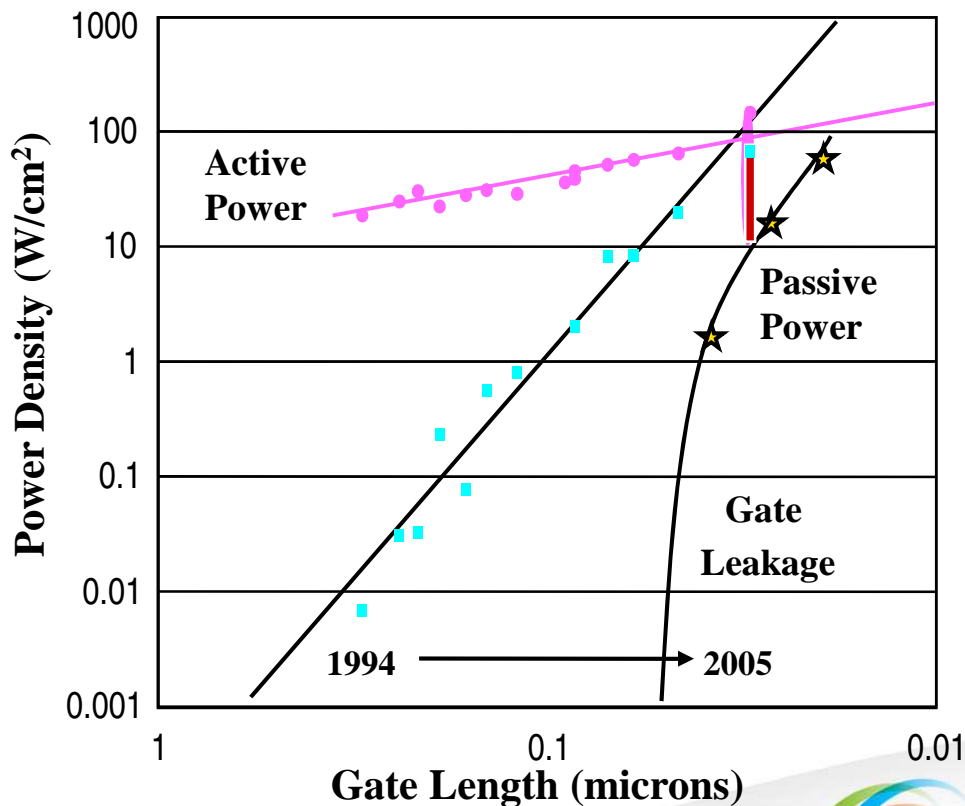 1000
100
10
1
0.1
0.01
0.001
Power Density (W/cm²)
Active
Power
Passive
Power
Gate
Leakage
1994
2005
1
0.1
0.01
Gate Length (microns)